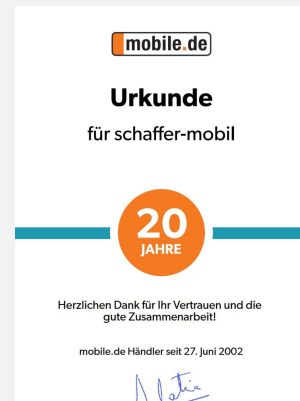 mobile.de
Urkunde
für schaffer-mobil
20
JAHRE
Herzlichen Dank für Ihr Vertrauen und die
gute Zusammenarbeit!
mobile.de Händler seit 27. Juni 2002